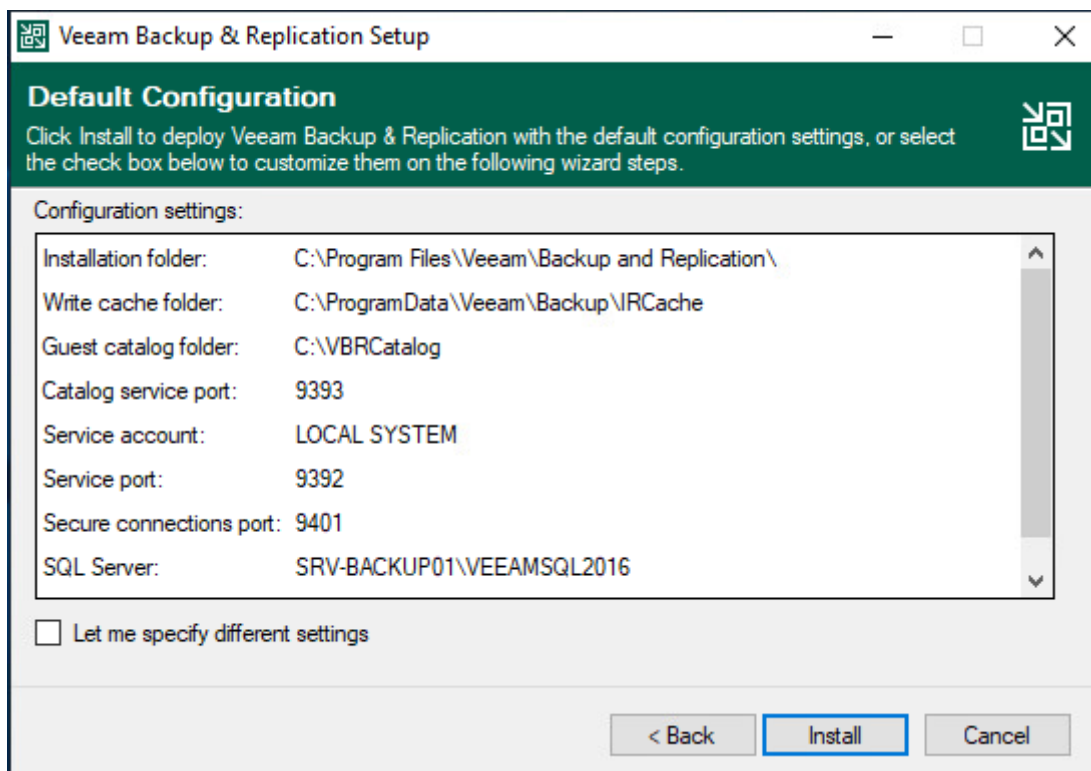 Veeam Backup & Replication Setup
Default Configuration
Click Install to deploy Veeam Backup & Replication with the default configuration settings, or select
the check box below to customize them on the following wizard steps.
Configuration settings:
Installation folder: C:\Program Files\Veeam\Backup and Replication\
Write cache folder: C:\ProgramData\Veeam\Backup\IRCache
Guest catalog folder: C:\VBRCatalog
Catalog service port: 9393
Service account: LOCAL SYSTEM
Service port: 9392
Secure connections port: 9401
SQL Server: SRV-BACKUP01\VEEAMSQL2016
Let me specify different settings
< Back Install Cancel